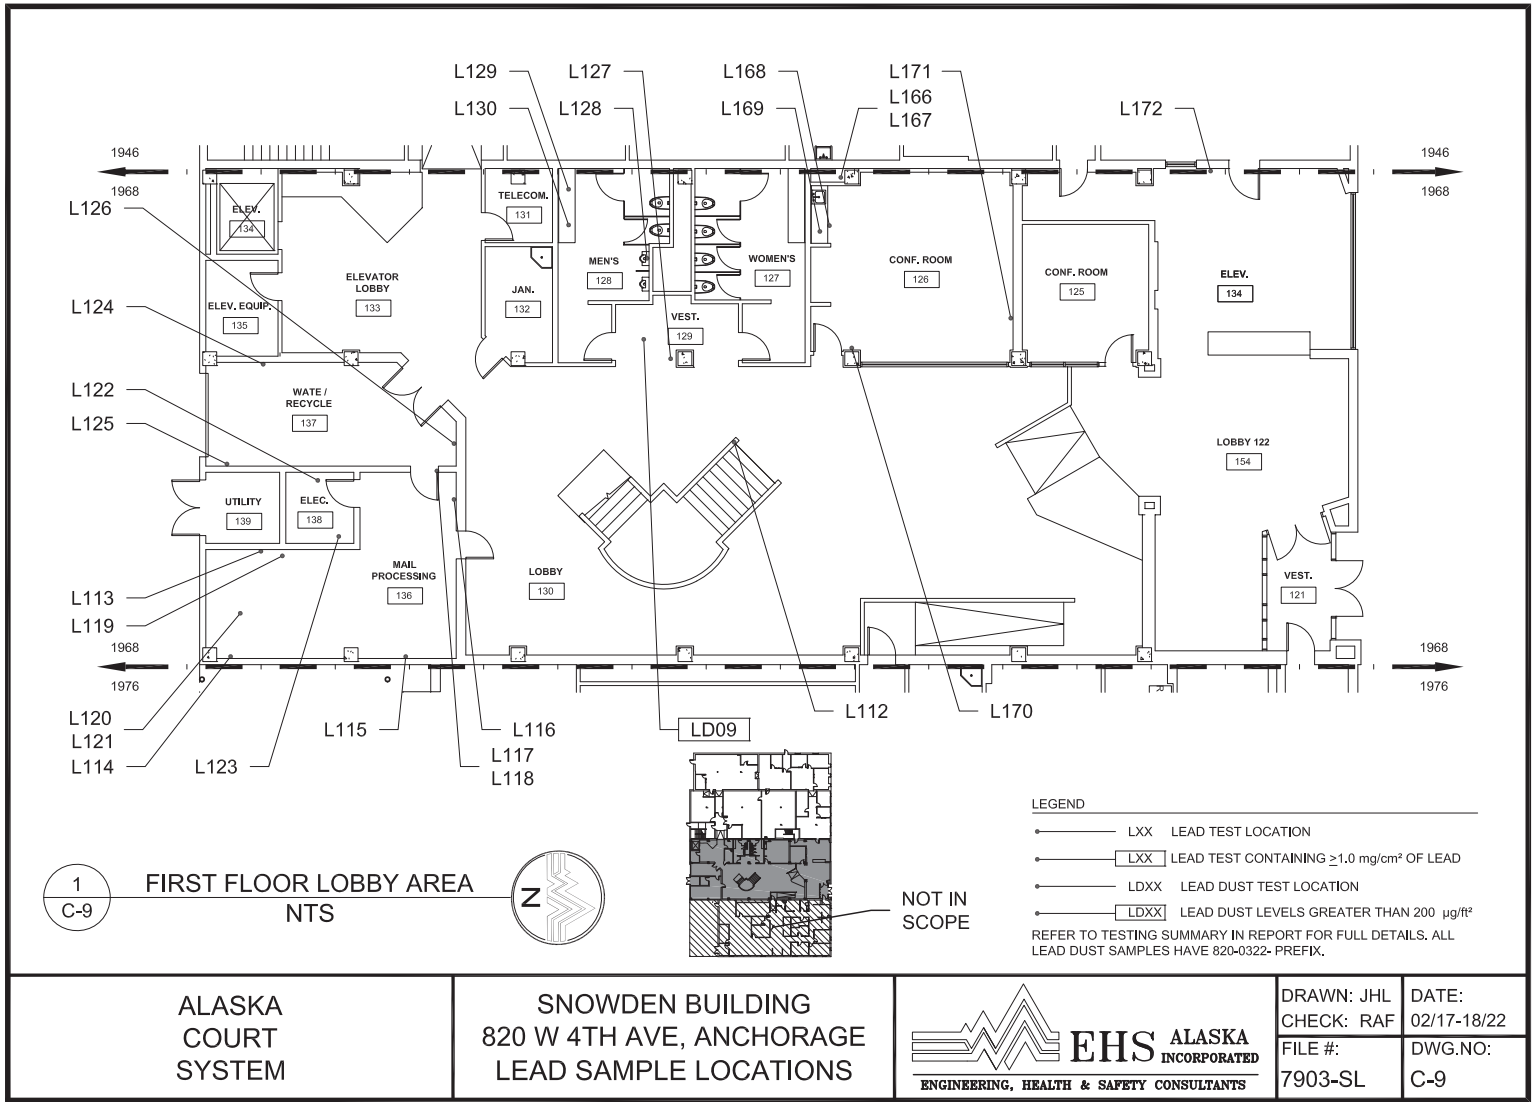 L129
L127
L168
L171
L130
L128
L169
L166
L172
L167
1946
1946
1968
1968
L126
TELECOM.
131
ELEV.
134
MEN'S
128
WOMEN'S
127
CONF. ROOM
126
CONF. ROOM
125
ELEV.
134
ELEVATOR
LOBBY
133
JAN.
132
L124
ELEV. EQUIP.
135
VEST.
129
L122
L125
WATE /
RECYCLE
137
LOBBY 122
154
UTILITY
139
ELEC.
138
MAIL
PROCESSING
136
LOBBY
130
VEST.
121
L113
L119
1968
1968
1976
1976
L120
L121
L114
L115
L123
L116
L117
L118
LD09
L112
L170
LEGEND
LXX LEAD TEST LOCATION
LXX LEAD TEST CONTAINING ≥1.0 mg/cm² OF LEAD
LDXX LEAD DUST TEST LOCATION
LDXX LEAD DUST LEVELS GREATER THAN 200 µg/ft²
REFER TO TESTING SUMMARY IN REPORT FOR FULL DETAILS. ALL
LEAD DUST SAMPLES HAVE 820-0322- PREFIX.
1
C-9
FIRST FLOOR LOBBY AREA
NTS
N
NOT IN
SCOPE
ALASKA
COURT
SYSTEM
SNOWDEN BUILDING
820 W 4TH AVE, ANCHORAGE
LEAD SAMPLE LOCATIONS
EHS ALASKA
INCORPORATED
ENGINEERING, HEALTH & SAFETY CONSULTANTS
DRAWN: JHL
CHECK: RAF
DATE:
02/17-18/22
FILE #:
7903-SL
DWG.NO:
C-9